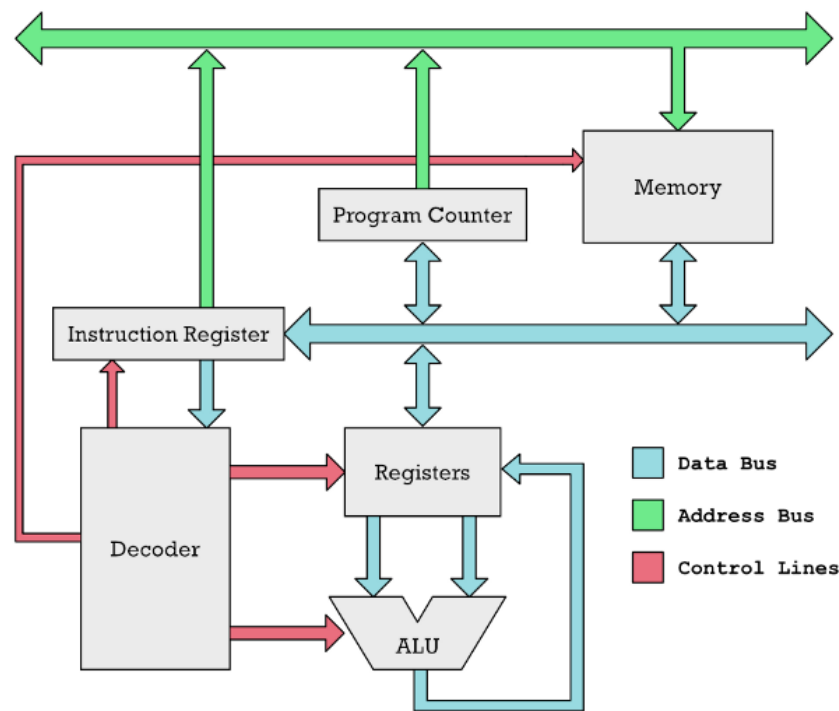 Memory
Program Counter
Instruction Register
Registers
Decoder
ALU
Data Bus
Address Bus
Control Lines